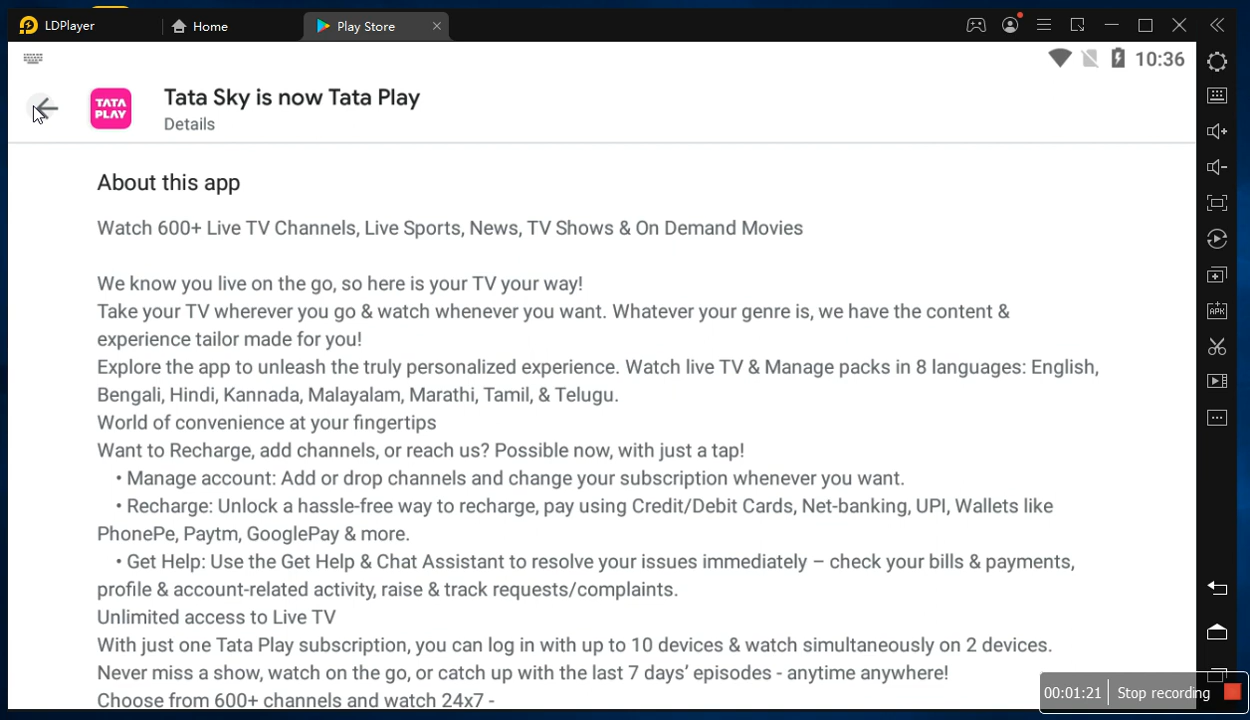 LDPlayer
Home
Play Store
10:36
TATA
PLAY
Tata Sky is now Tata Play
Details
About this app
Watch 600+ Live TV Channels, Live Sports, News, TV Shows & On Demand Movies
We know you live on the go, so here is your TV your way!
Take your TV wherever you go & watch whenever you want. Whatever your genre is, we have the content &
experience tailor made for you!
Explore the app to unleash the truly personalized experience. Watch live TV & Manage packs in 8 languages: English,
Bengali, Hindi, Kannada, Malayalam, Marathi, Tamil, & Telugu.
World of convenience at your fingertips
Want to Recharge, add channels, or reach us? Possible now, with just a tap!
• Manage account: Add or drop channels and change your subscription whenever you want.
• Recharge: Unlock a hassle-free way to recharge, pay using Credit/Debit Cards, Net-banking, UPI, Wallets like
PhonePe, Paytm, GooglePay & more.
• Get Help: Use the Get Help & Chat Assistant to resolve your issues immediately – check your bills & payments,
profile & account-related activity, raise & track requests/complaints.
Unlimited access to Live TV
With just one Tata Play subscription, you can log in with up to 10 devices & watch simultaneously on 2 devices.
Never miss a show, watch on the go, or catch up with the last 7 days’ episodes - anytime anywhere!
Choose from 600+ channels and watch 24x7 -
APK
00:01:21 Stop recording